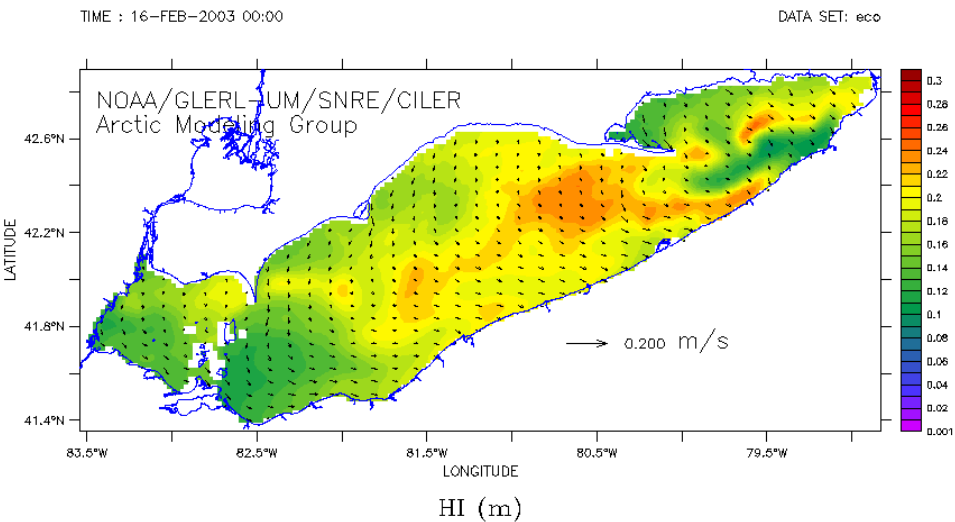 TIME : 16-FEB-2003 00:00
DATA SET: eco
NOAA/GLERL-UM/SNRE/CILER
Arctic Modeling Group
LATITUDE
42.6°N
42.2°N
41.8°N
41.4°N
0.200 m/s
83.5°W
82.5°W
81.5°W
80.5°W
79.5°W
LONGITUDE
HI (m)
0.3
0.28
0.26
0.24
0.22
0.2
0.18
0.16
0.14
0.12
0.1
0.08
0.06
0.04
0.02
0.001